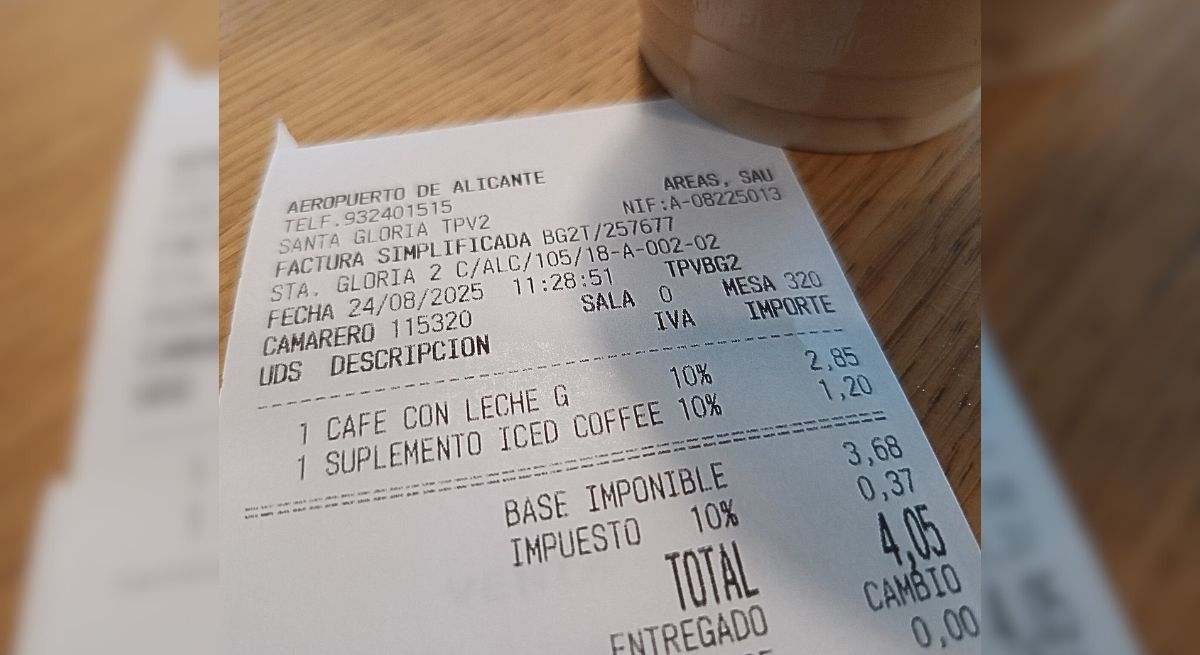 AEROPUERTO DE ALICANTE AREAS, SAU
TELF.932401515 NIF:A-08225013
SANTA GLORIA TPV2
FACTURA SIMPLIFICADA BG2T/257677
STA. GLORIA 2 C/ALC/105/18-A-002-02
FECHA 24/08/2025 11:28:51 TPVBG2
CAMARERO 115320 SALA 0 MESA 320
UDS DESCRIPCION IVA IMPORTE
1 CAFE CON LECHE G 10% 2,85
1 SUPLEMENTO ICED COFFEE 10% 1,20
BASE IMPONIBLE 3,68
IMPUESTO 10% 0,37
TOTAL 4,05
ENTREGADO CAMBIO
0,00